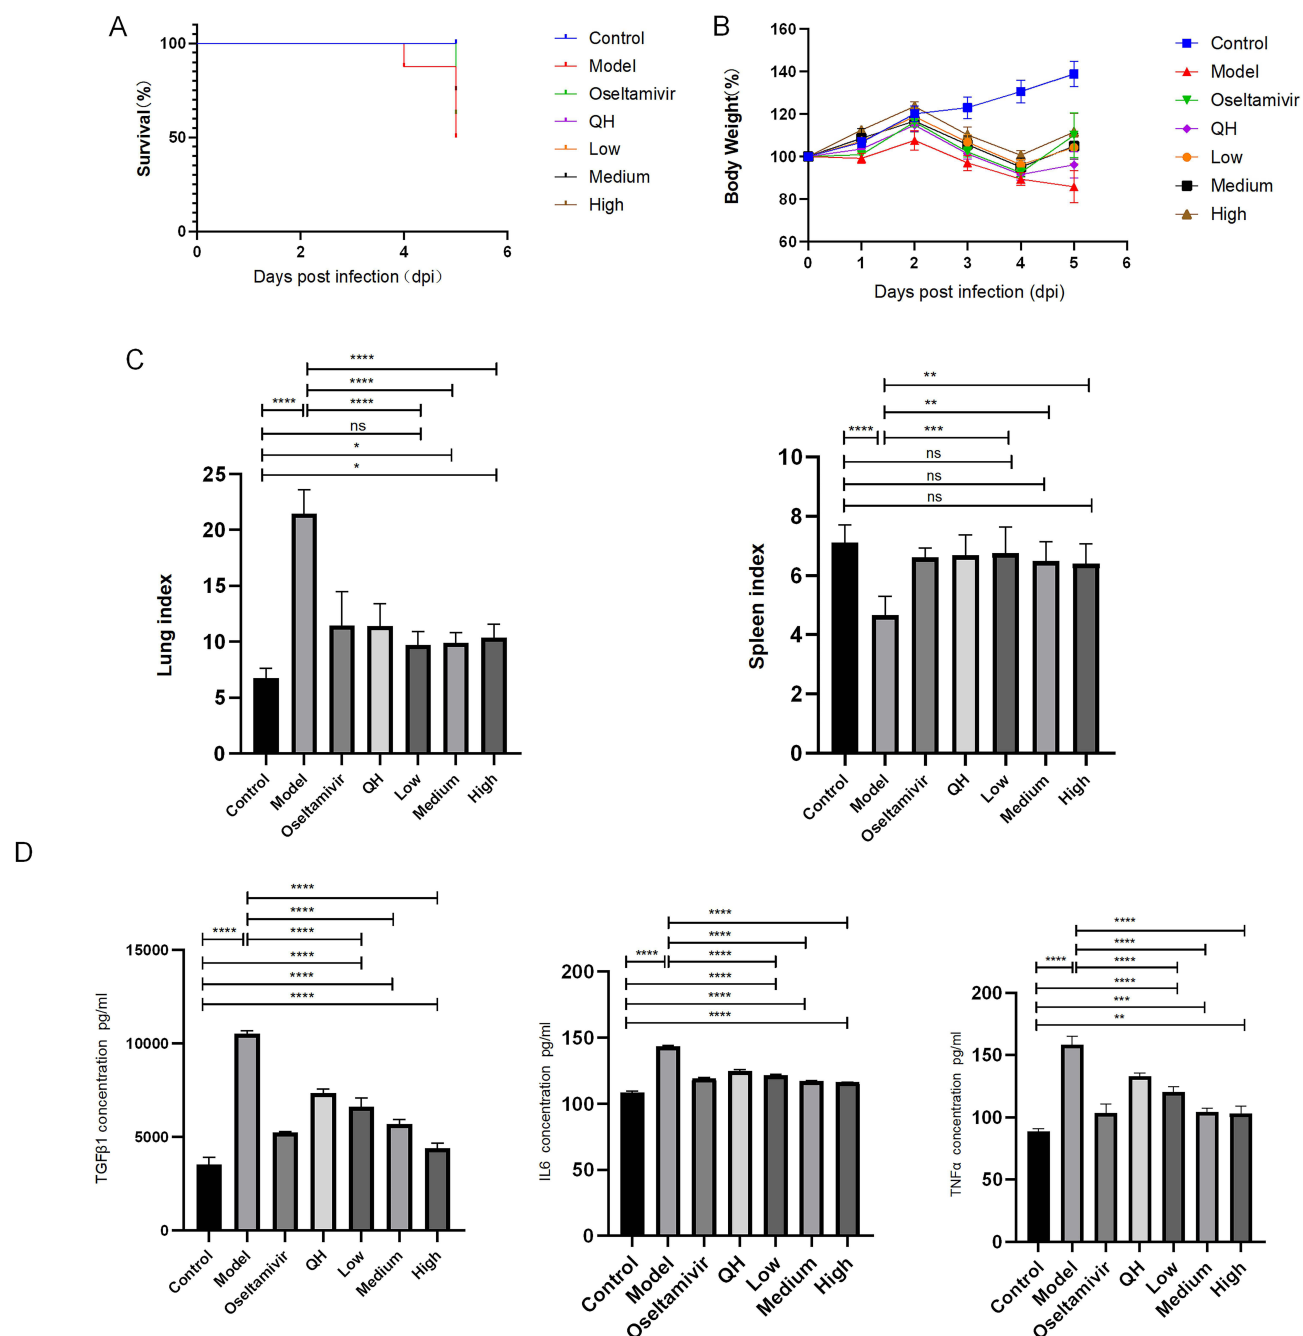 A
Survival(%)
100
50
0
0 2 4 6
Days post infection (dpi)
Control
Model
Oseltamivir
QH
Low
Medium
High
B
Body Weight(%)
160
140
120
100
80
60
0 1 2 3 4 5 6
Days post infection (dpi)
Control
Model
Oseltamivir
QH
Low
Medium
High
C
****
****
**** ****
ns
*
*
Lung index
25
20
15
10
5
0
Control Model Oseltamivir QH Low Medium High
**
**
**** ***
ns
ns
ns
Spleen index
10
8
6
4
2
0
Control Model Oseltamivir QH Low Medium High
D
****
****
**** ****
****
****
****
TGFβ1 concentration pg/ml
15000
10000
5000
0
Control Model Oseltamivir QH Low Medium High
****
****
**** ****
****
****
****
IL6 concentration pg/ml
200
150
100
50
0
Control Model Oseltamivir QH Low Medium High
****
****
**** ****
****
***
**
TNFα concentration pg/ml
200
150
100
50
0
Control Model Oseltamivir QH Low Medium High